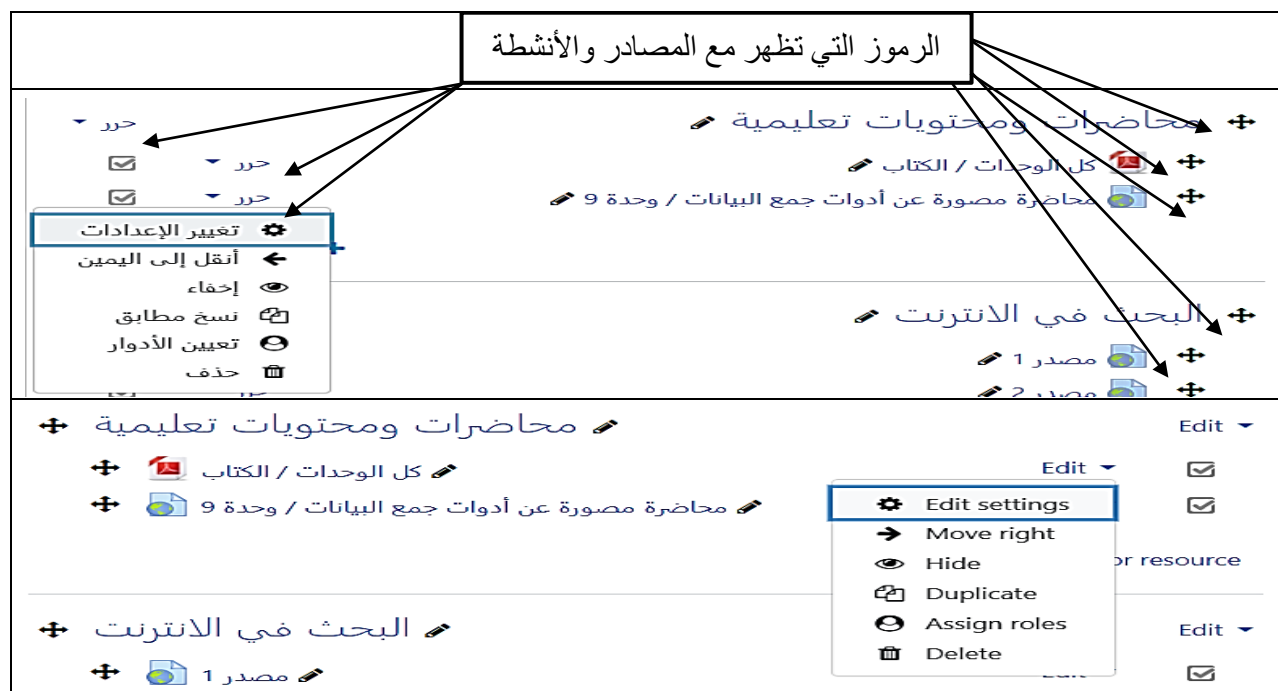 الرموز التي تظهر مع المصادر والأنشطة
محاضرات ومحتويات تعليمية
حرر
كل الوحدات / الكتاب
حرر
محاضرة مصورة عن أدوات جمع البيانات / وحدة 9
حرر
تغيير الإعدادات
أنقل إلى اليمين
إخفاء
نسخ مطابق
تعيين الأدوار
حذف
البحث في الانترنت
مصدر 1
مصدر 2
محاضرات ومحتويات تعليمية
Edit
كل الوحدات / الكتاب
Edit
محاضرة مصورة عن أدوات جمع البيانات / وحدة 9
Edit settings
Move right
Hide
Duplicate
Assign roles
Delete
or resource
البحث في الانترنت
Edit
مصدر 1